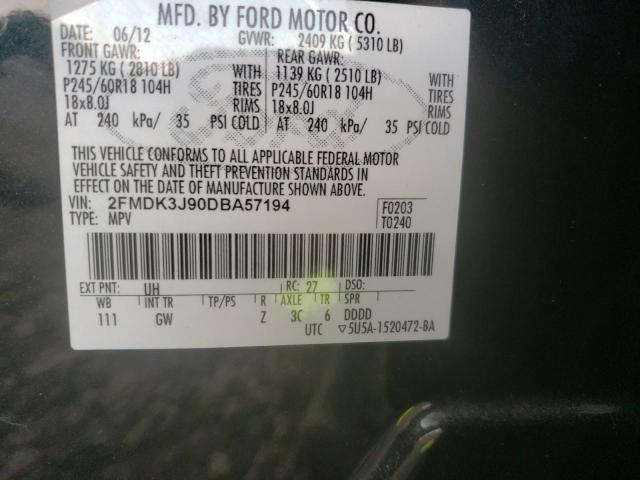 MFD. BY FORD MOTOR CO.
DATE: 06/12 GVWR: 2409 KG ( 5310 LB)
FRONT GAWR: REAR GAWR:
1275 KG ( 2810 LB) WITH 1139 KG ( 2510 LB) WITH
P245/60R18 104H TIRES P245/60R18 104H TIRES
18x8.0J RIMS 18x8.0J RIMS
AT 240 kPa/ 35 PSI COLD AT 240 kPa/ 35 PSI COLD
THIS VEHICLE CONFORMS TO ALL APPLICABLE FEDERAL MOTOR
VEHICLE SAFETY AND THEFT PREVENTION STANDARDS IN
EFFECT ON THE DATE OF MANUFACTURE SHOWN ABOVE.
VIN: 2FMDK3J90DBA57194 F0203
TYPE: MPV T0240
EXT PNT: UH RC: 27 DSO:
WB INT TR TP/PS R AXLE TR SPR
111 GW Z 3C 6 DDDD
UTC ▽5U5A-1520472-BA